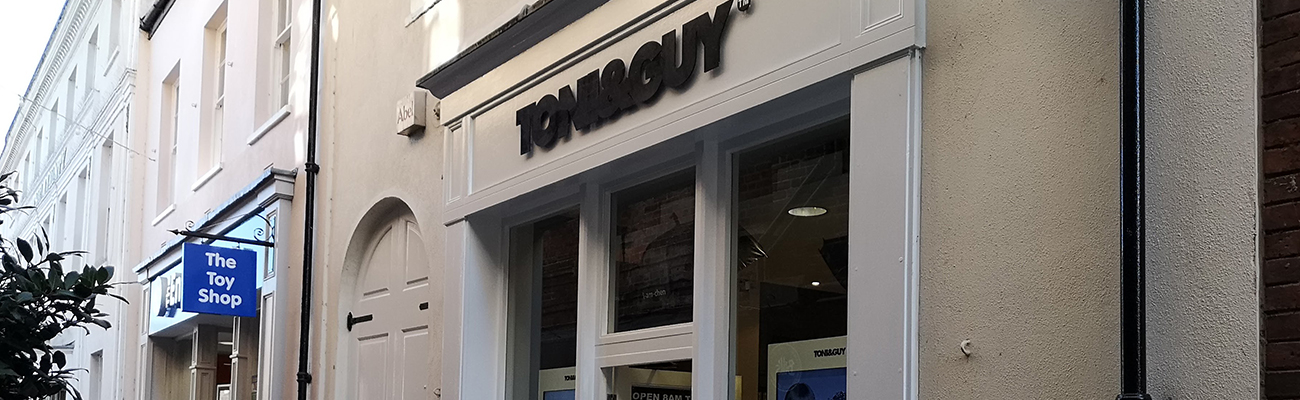 TONI&GUY
Abel
The
Toy
Shop
TONI&GUY
OPEN 8AM T